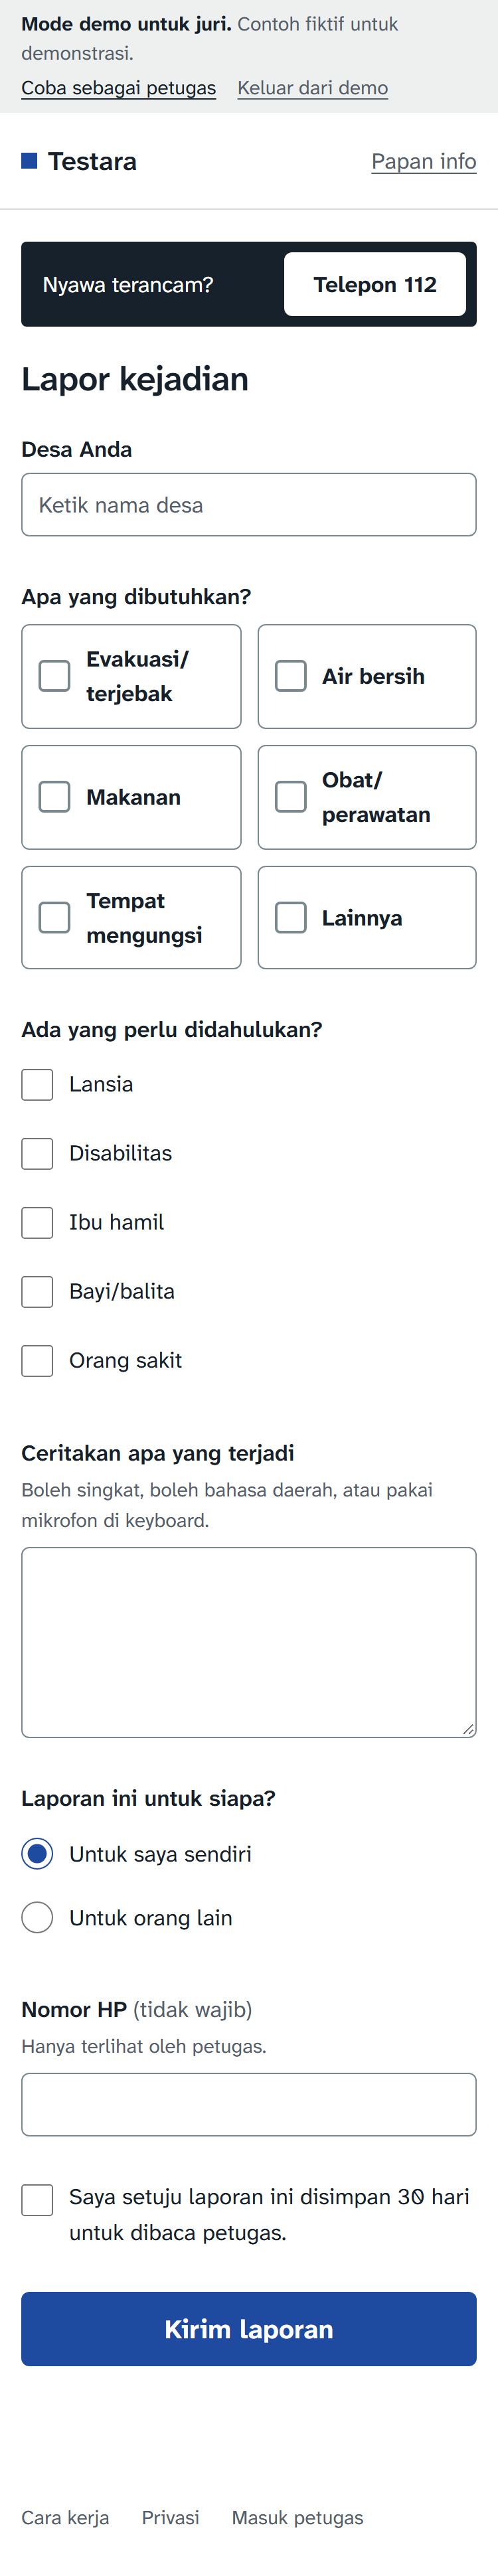 Mode demo untuk juri. Contoh fiktif untuk
demonstrasi.
Coba sebagai petugas Keluar dari demo
Testara Papan info
Nyawa terancam? Telepon 112
Lapor kejadian
Desa Anda
Ketik nama desa
Apa yang dibutuhkan?
Evakuasi/
terjebak
Air bersih
Makanan
Obat/
perawatan
Tempat
mengungsi
Lainnya
Ada yang perlu didahulukan?
Lansia
Disabilitas
Ibu hamil
Bayi/balita
Orang sakit
Ceritakan apa yang terjadi
Boleh singkat, boleh bahasa daerah, atau pakai
mikrofon di keyboard.
Laporan ini untuk siapa?
Untuk saya sendiri
Untuk orang lain
Nomor HP (tidak wajib)
Hanya terlihat oleh petugas.
Saya setuju laporan ini disimpan 30 hari
untuk dibaca petugas.
Kirim laporan
Cara kerja Privasi Masuk petugas